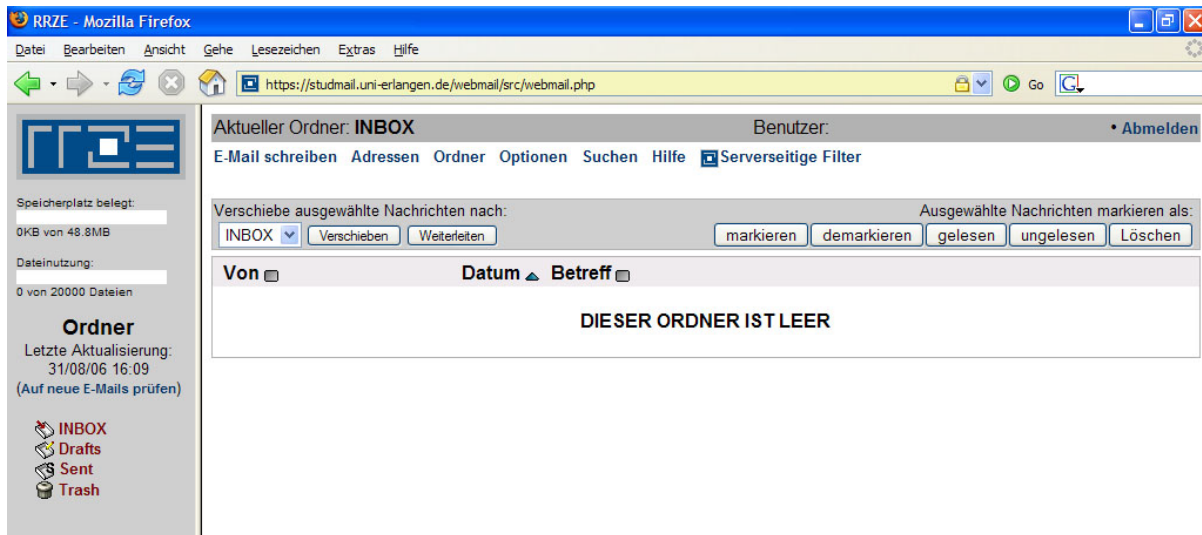 RRZE - Mozilla Firefox
Datei Bearbeiten Ansicht Gehe Lesezeichen Extras Hilfe
https://studmail.uni-erlangen.de/webmail/src/webmail.php Go G
RRZE
Speicherplatz belegt:
0KB von 48.8MB
Dateinutzung:
0 von 20000 Dateien
Ordner
Letzte Aktualisierung:
31/08/06 16:09
(Auf neue E-Mails prüfen)
INBOX
Drafts
Sent
Trash
Aktueller Ordner: INBOX Benutzer: • Abmelden
E-Mail schreiben Adressen Ordner Optionen Suchen Hilfe Serverseitige Filter
Verschiebe ausgewählte Nachrichten nach: Ausgewählte Nachrichten markieren als:
INBOX Verschieben Weiterleiten markieren demarkieren gelesen ungelesen Löschen
Von Datum Betreff
DIESER ORDNER IST LEER